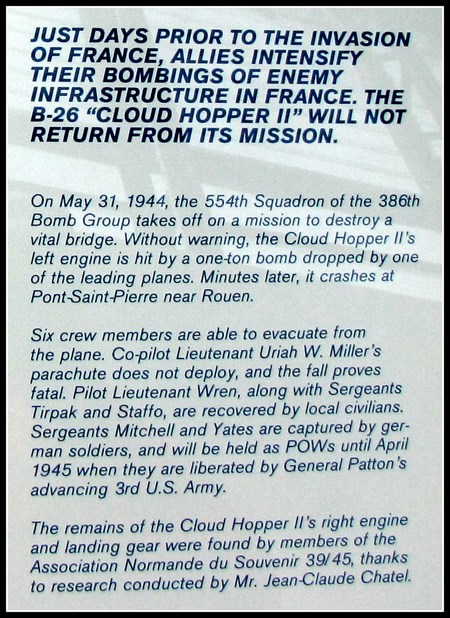 JUST DAYS PRIOR TO THE INVASION
OF FRANCE, ALLIES INTENSIFY
THEIR BOMBINGS OF ENEMY
INFRASTRUCTURE IN FRANCE. THE
B-26 “CLOUD HOPPER II” WILL NOT
RETURN FROM ITS MISSION.
On May 31, 1944, the 554th Squadron of the 386th
Bomb Group takes off on a mission to destroy a
vital bridge. Without warning, the Cloud Hopper II's
left engine is hit by a one-ton bomb dropped by one
of the leading planes. Minutes later, it crashes at
Pont-Saint-Pierre near Rouen.
Six crew members are able to evacuate from
the plane. Co-pilot Lieutenant Uriah W. Miller's
parachute does not deploy, and the fall proves
fatal. Pilot Lieutenant Wren, along with Sergeants
Tirpak and Staffo, are recovered by local civilians.
Sergeants Mitchell and Yates are captured by ger-
man soldiers, and will be held as POWs until April
1945 when they are liberated by General Patton's
advancing 3rd U.S. Army.
The remains of the Cloud Hopper II's right engine
and landing gear were found by members of the
Association Normande du Souvenir 39/45, thanks
to research conducted by Mr. Jean-Claude Chatel.